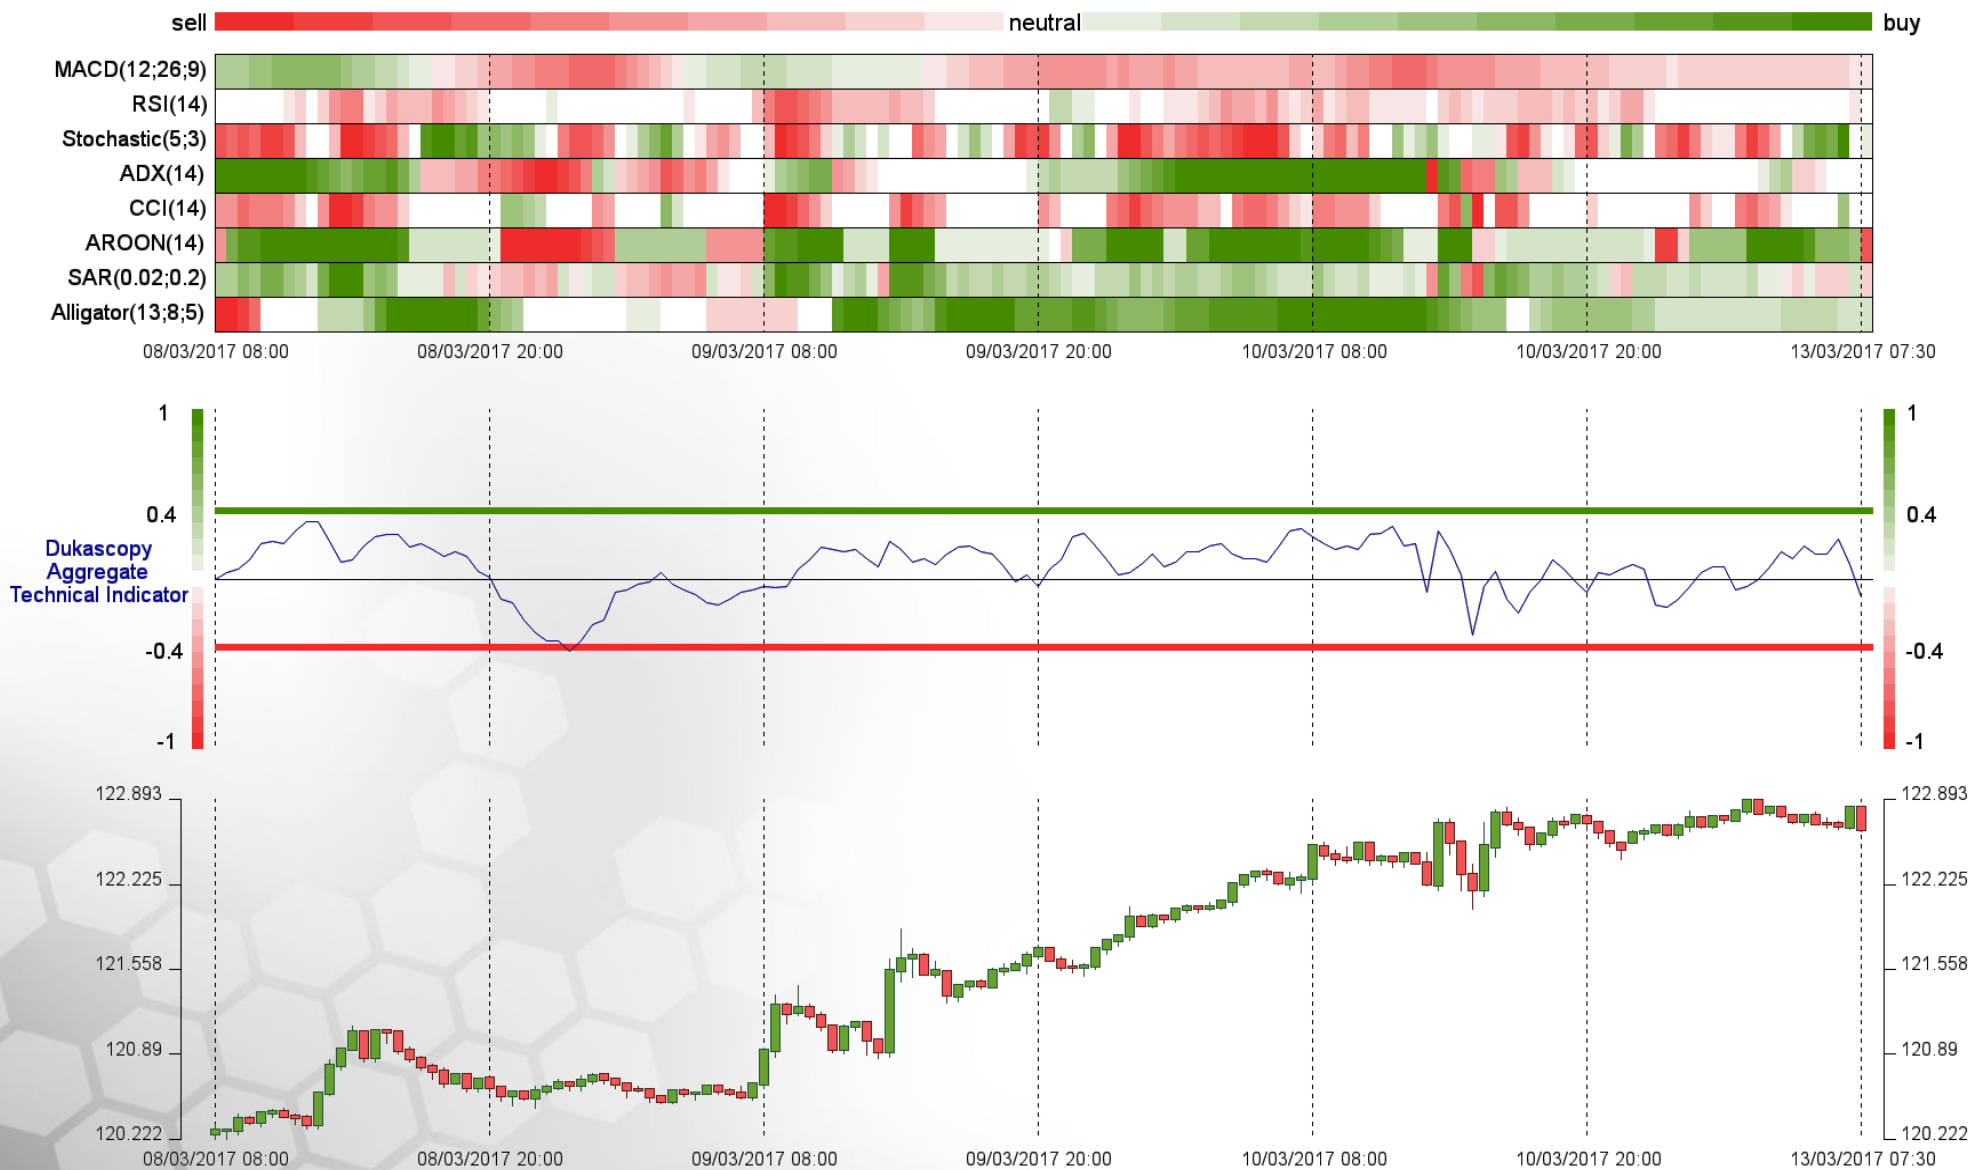 sell neutral buy
MACD(12;26;9)
RSI(14)
Stochastic(5;3)
ADX(14)
CCI(14)
AROON(14)
SAR(0.02;0.2)
Alligator(13;8;5)
08/03/2017 08:00 08/03/2017 20:00 09/03/2017 08:00 09/03/2017 20:00 10/03/2017 08:00 10/03/2017 20:00 13/03/2017 07:30
1 1
0.4 0.4
Dukascopy
Aggregate
Technical Indicator
-0.4 -0.4
-1 -1
122.893 122.893
122.225 122.225
121.558 121.558
120.89 120.89
120.222 120.222
08/03/2017 08:00 08/03/2017 20:00 09/03/2017 08:00 09/03/2017 20:00 10/03/2017 08:00 10/03/2017 20:00 13/03/2017 07:30